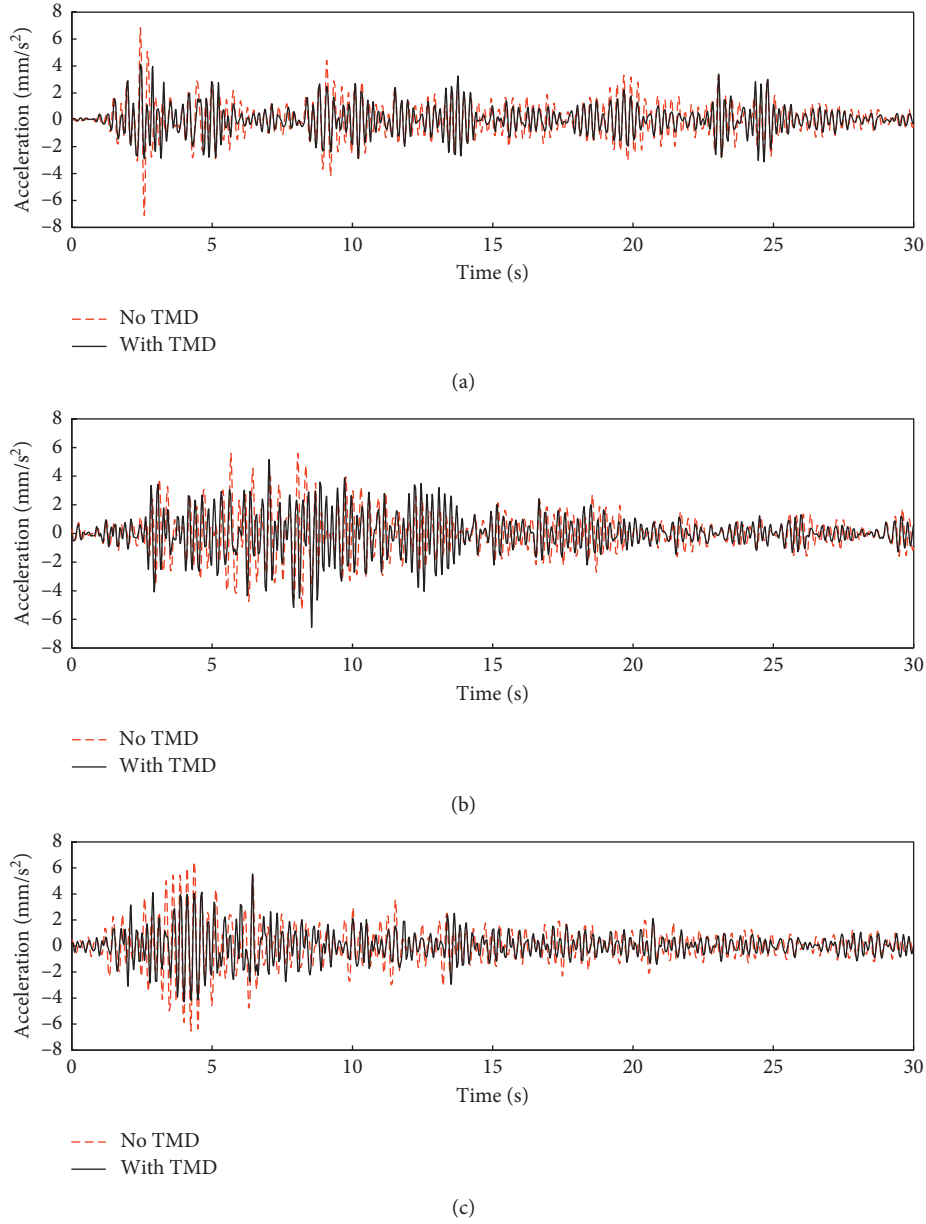 8
6
4
2
0
−2
−4
−6
−8
Acceleration (mm/s²)
0 5 10 15 20 25 30
Time (s)
No TMD
With TMD
(a)
8
6
4
2
0
−2
−4
−6
−8
Acceleration (mm/s²)
0 5 10 15 20 25 30
Time (s)
No TMD
With TMD
(b)
8
6
4
2
0
−2
−4
−6
−8
Acceleration (mm/s²)
0 5 10 15 20 25 30
Time (s)
No TMD
With TMD
(c)